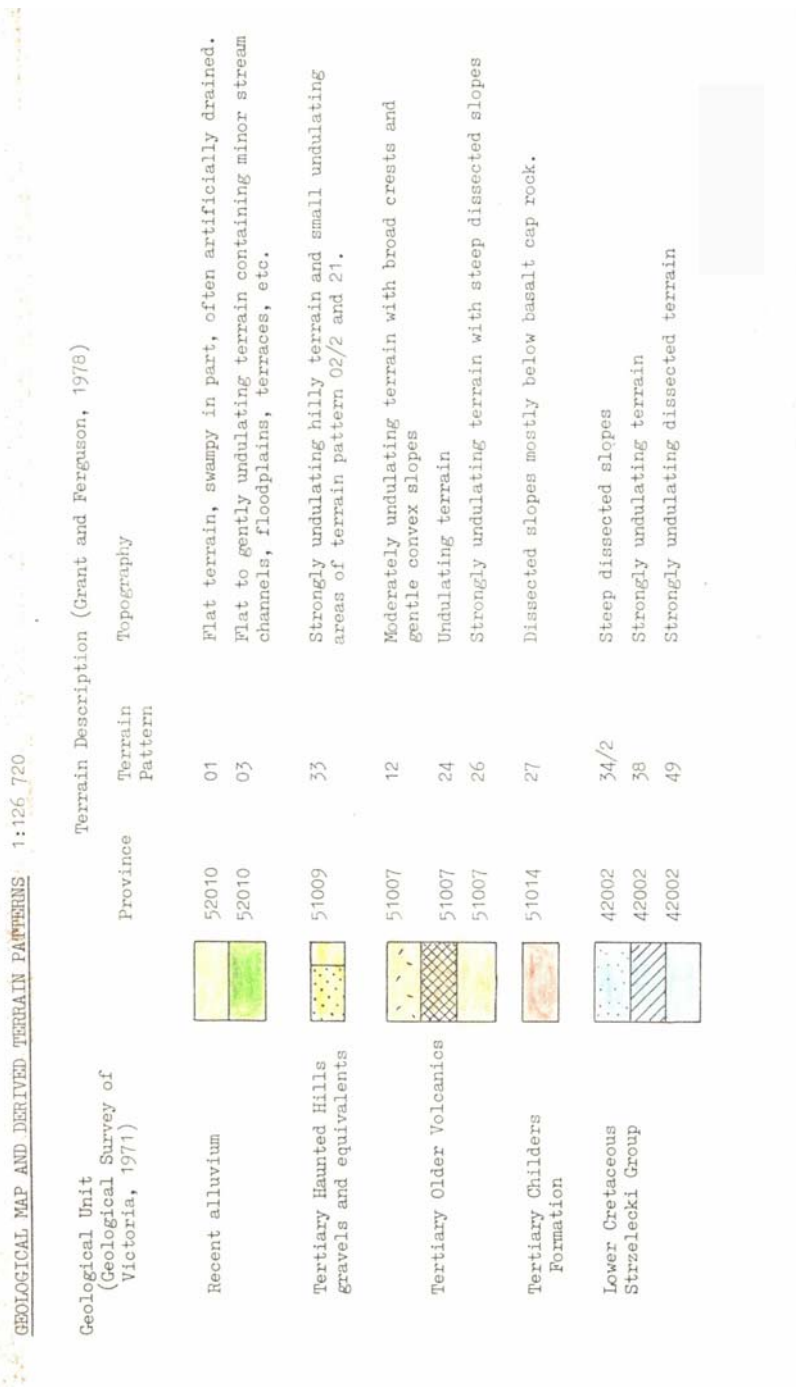 GEOLOGICAL MAP AND DERIVED TERRAIN PATTERNS 1:126 720
Geological Unit
(Geological Survey of
Victoria, 1971)
Terrain Description (Grant and Ferguson, 1978)
Province
Terrain
Pattern
Topography
Recent alluvium
52010 01 Flat terrain, swampy in part, often artificially drained.
52010 03 Flat to gently undulating terrain containing minor stream
channels, floodplains, terraces, etc.
Tertiary Haunted Hills
gravels and equivalents
51009 33 Strongly undulating hilly terrain and small undulating
areas of terrain pattern 02/2 and 21.
Tertiary Older Volcanics
51007 12 Moderately undulating terrain with broad crests and
gentle convex slopes
51007 24 Undulating terrain
51007 26 Strongly undulating terrain with steep dissected slopes
Tertiary Childers
Formation
51014 27 Dissected slopes mostly below basalt cap rock.
Lower Cretaceous
Strzelecki Group
42002 34/2 Steep dissected slopes
42002 38 Strongly undulating terrain
42002 49 Strongly undulating dissected terrain